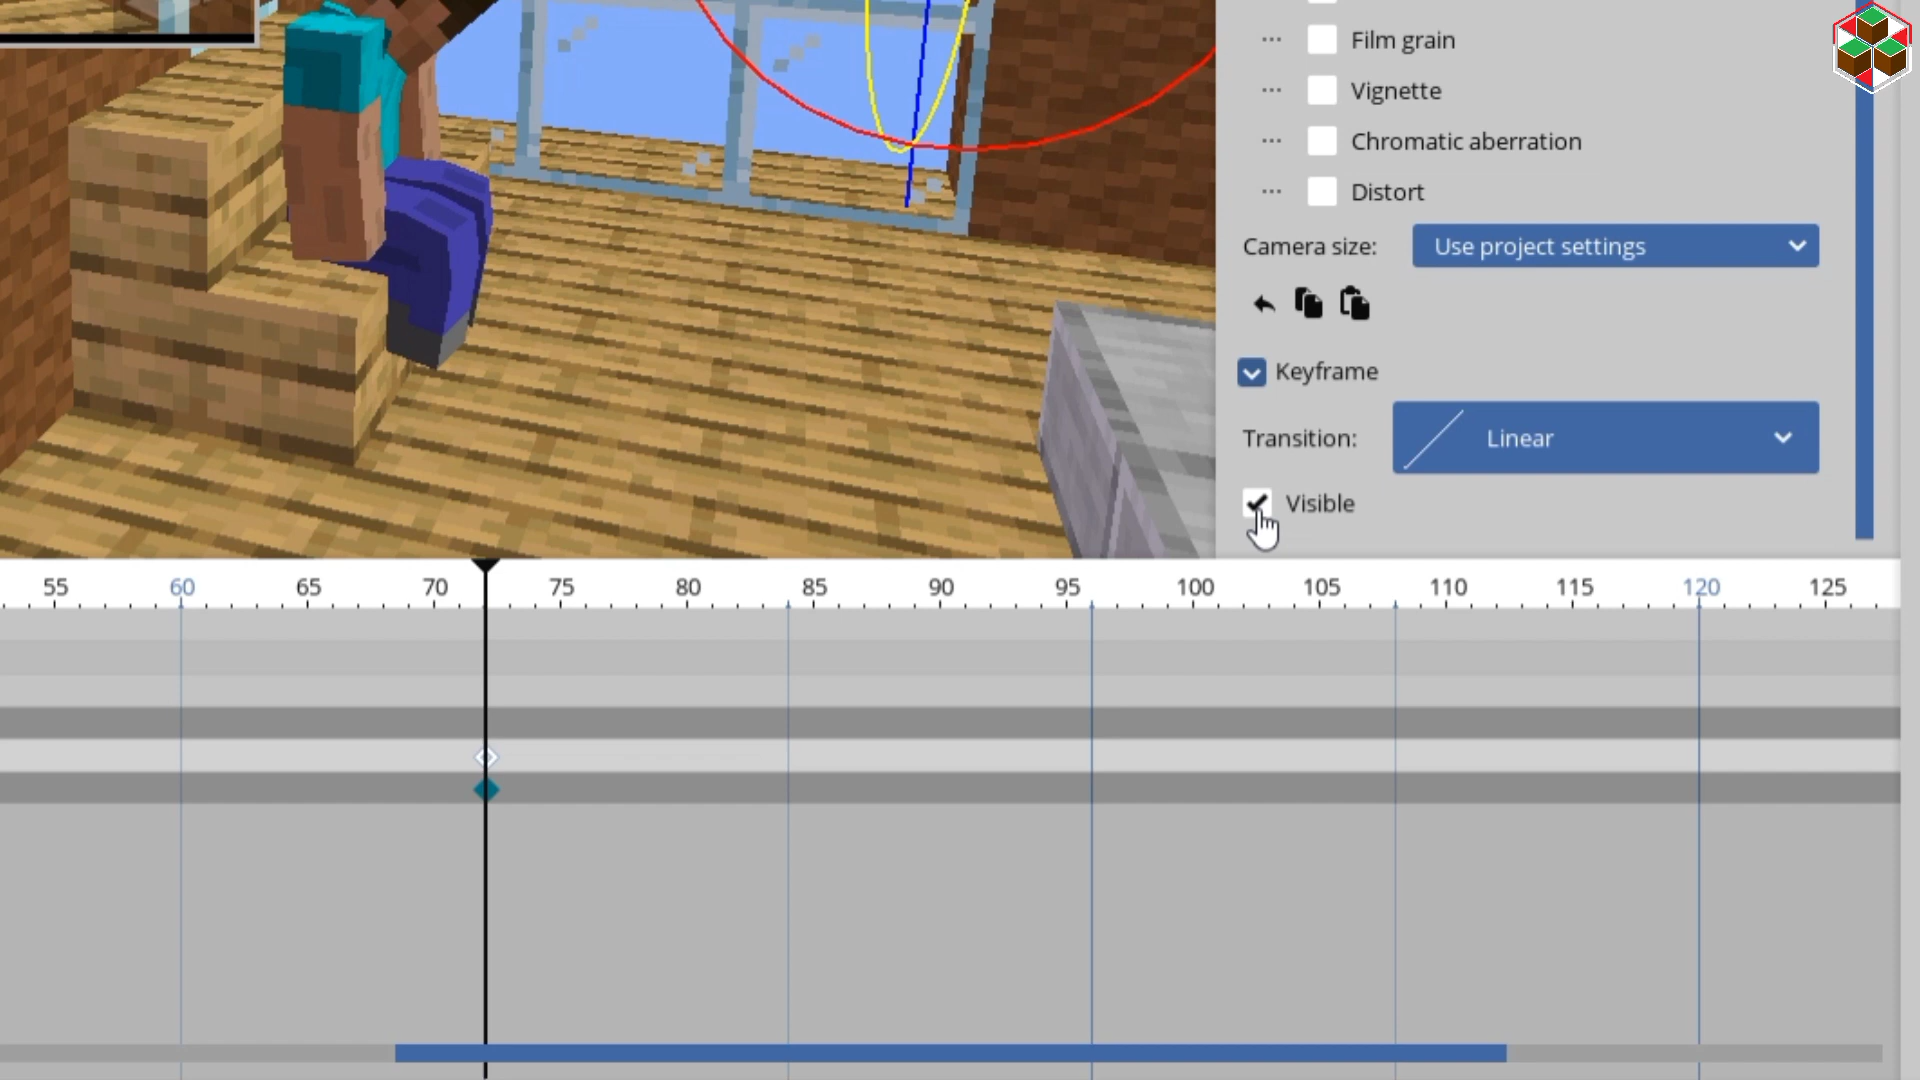 Film grain
Vignette
Chromatic aberration
Distort
Camera size: Use project settings
Keyframe
Transition: Linear
Visible
55 60 65 70 75 80 85 90 95 100 105 110 115 120 125